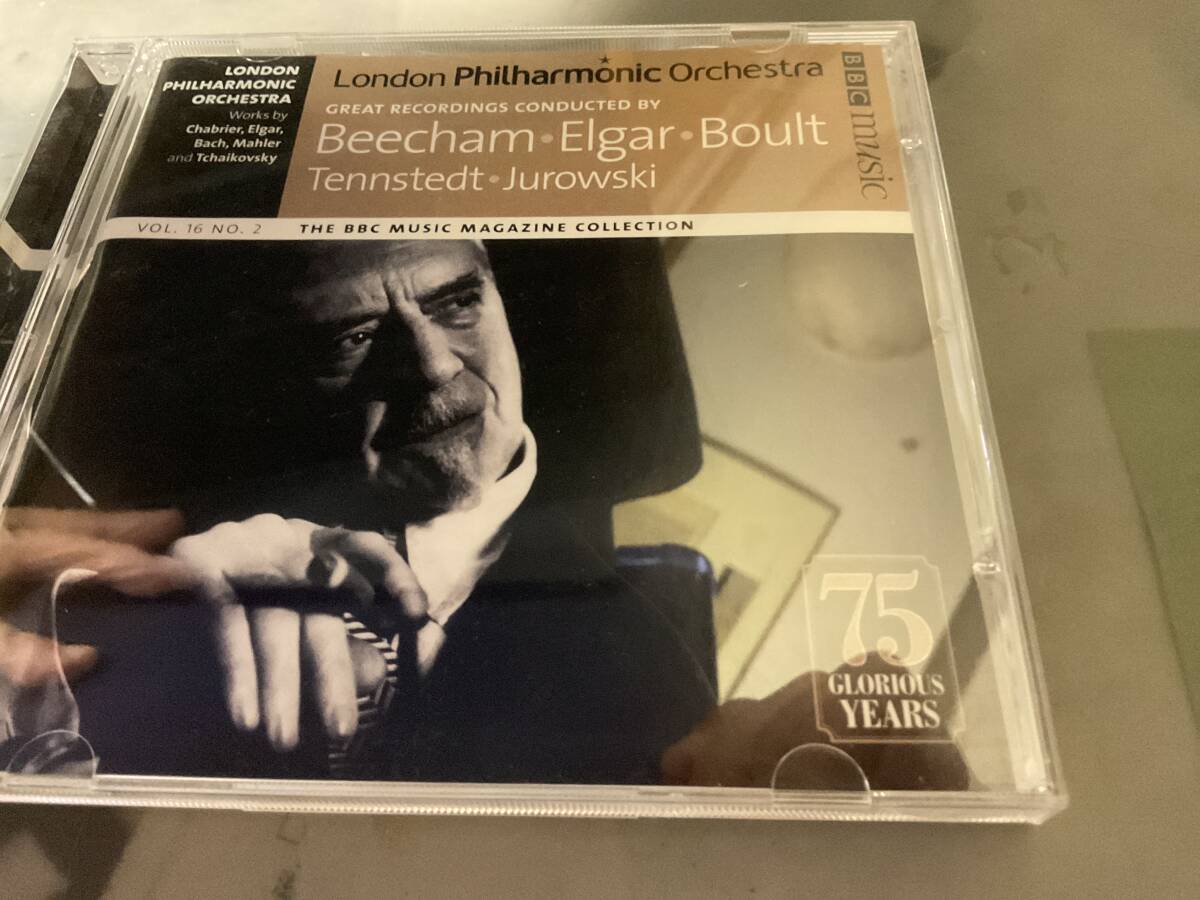 LONDON
PHILHARMONIC
ORCHESTRA
Works by
Chabrier, Elgar,
Bach, Mahler
and Tchaikovsky
London Philharmonic Orchestra
GREAT RECORDINGS CONDUCTED BY
Beecham • Elgar • Boult
Tennstedt • Jurowski
BBC music
VOL. 16 NO. 2 THE BBC MUSIC MAGAZINE COLLECTION
75
GLORIOUS
YEARS